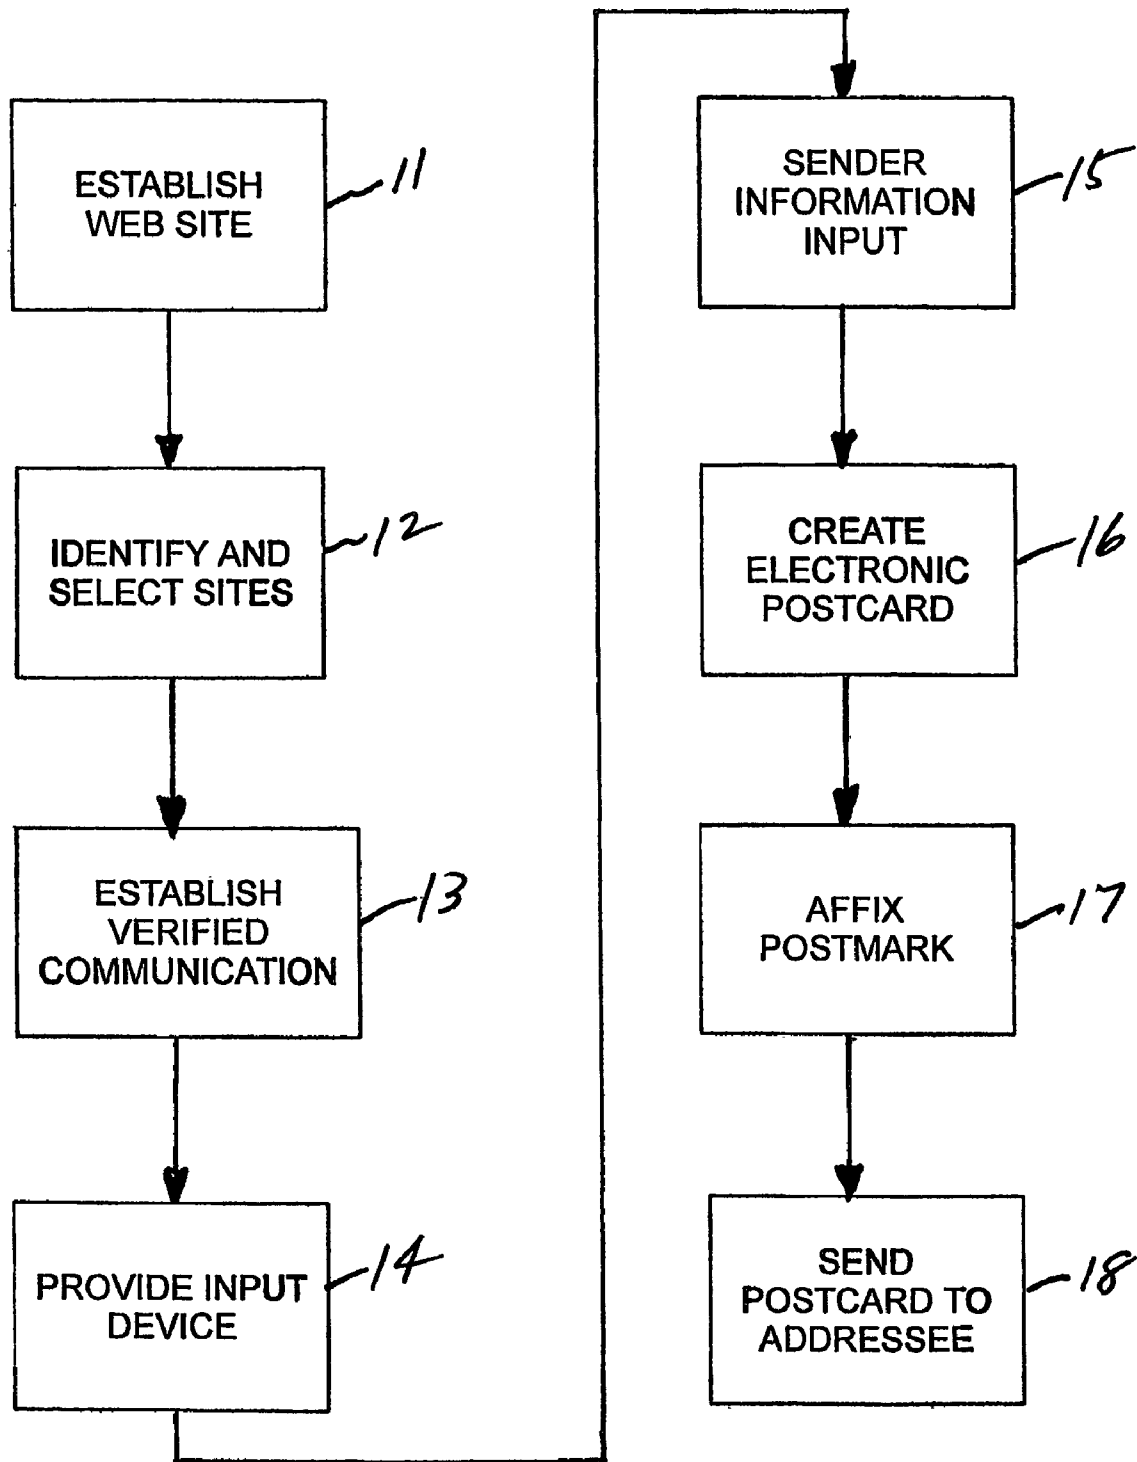 ESTABLISH
WEB SITE
11
IDENTIFY AND
SELECT SITES
12
ESTABLISH
VERIFIED
COMMUNICATION
13
PROVIDE INPUT
DEVICE
14
SENDER
INFORMATION
INPUT
15
CREATE
ELECTRONIC
POSTCARD
16
AFFIX
POSTMARK
17
SEND
POSTCARD TO
ADDRESSEE
18